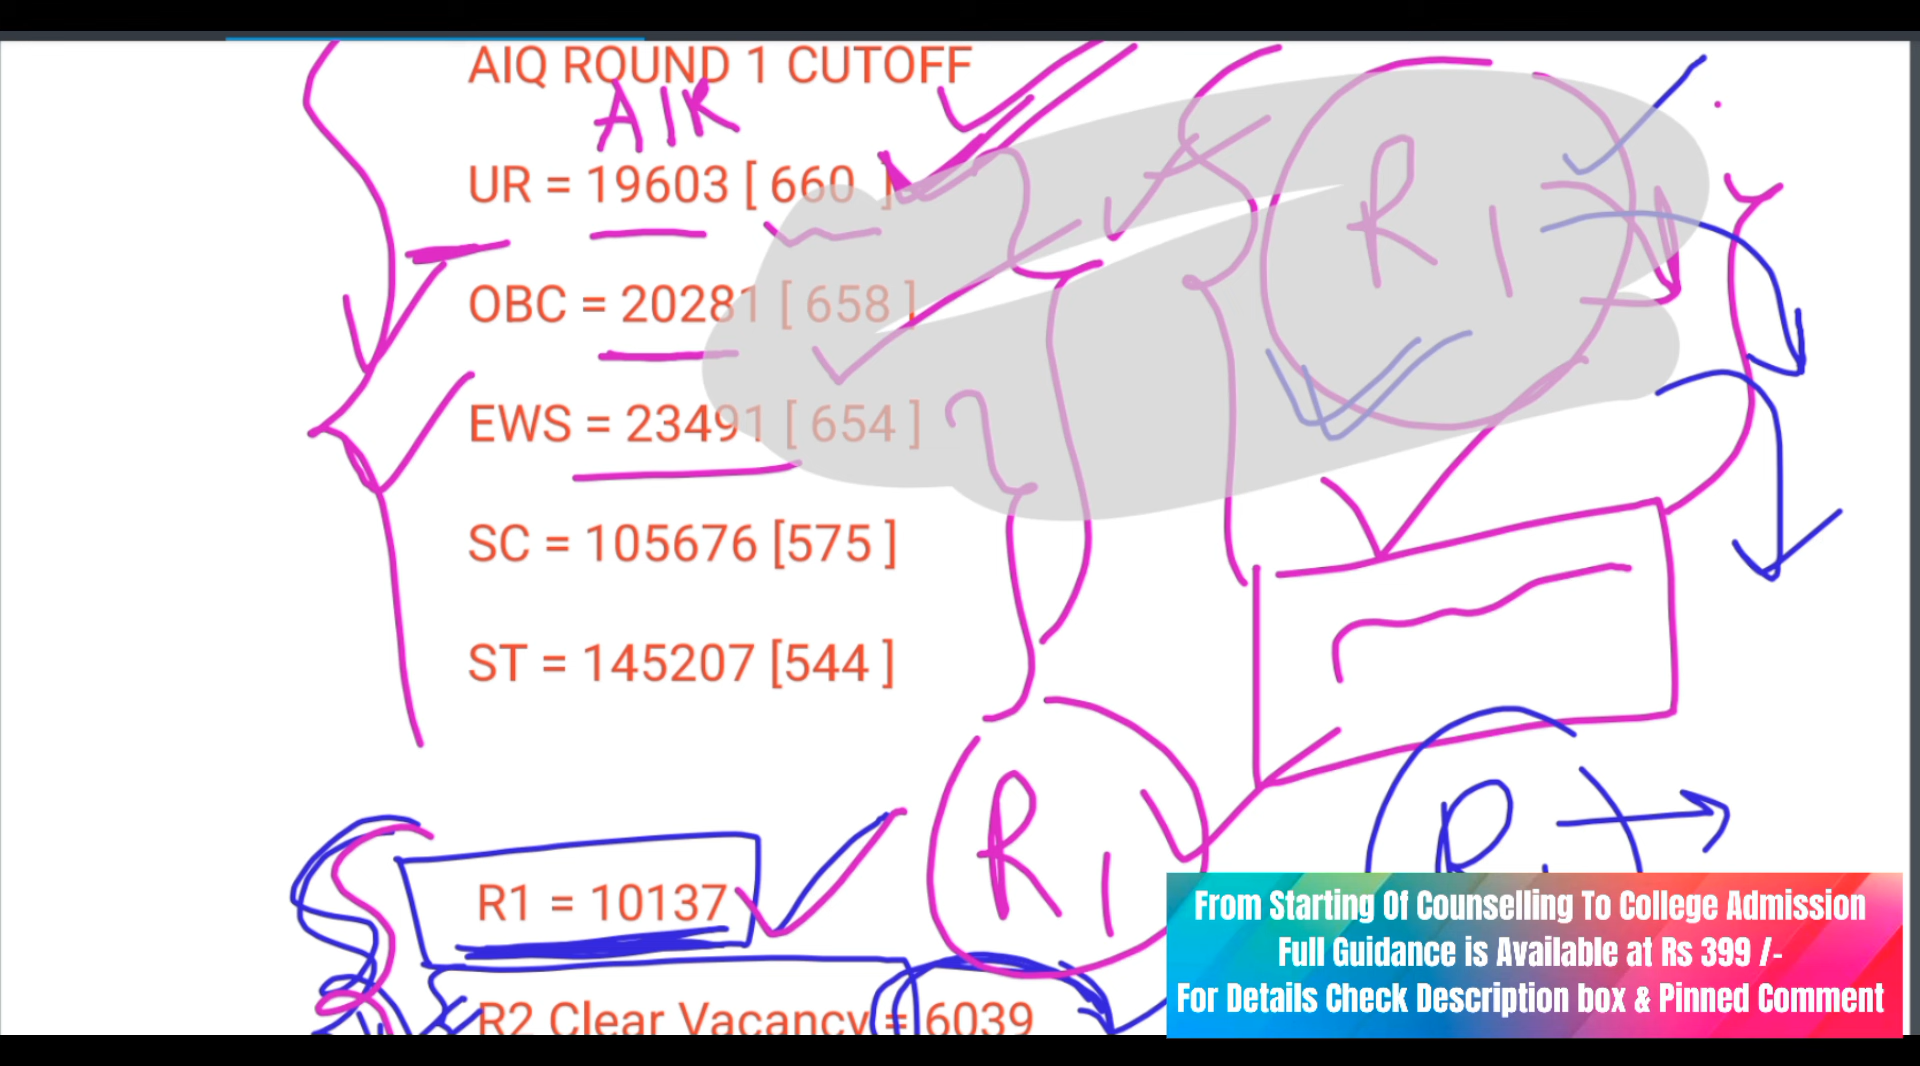 AIQ ROUND 1 CUTOFF
AIR
UR = 19603 [ 660 ]
OBC = 20281 [ 658 ]
EWS = 23491 [ 654 ]
SC = 105676 [575 ]
ST = 145207 [544 ]
R1
R1
R1 = 10137
R2 Clear Vacancy = 6039
From Starting Of Counselling To College Admission
Full Guidance is Available at Rs 399 /-
For Details Check Description box & Pinned Comment